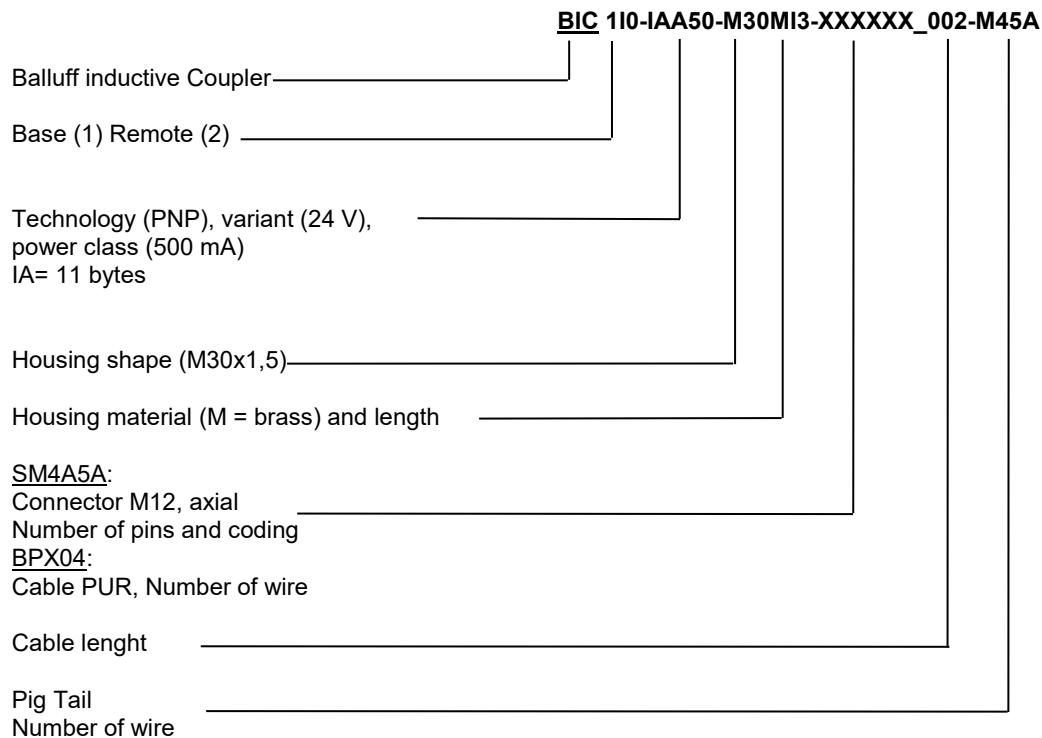 BIC 1I0-IAA50-M30MI3-XXXXXX_002-M45A
Balluff inductive Coupler
Base (1) Remote (2)
Technology (PNP), variant (24 V),
power class (500 mA)
IA= 11 bytes
Housing shape (M30x1,5)
Housing material (M = brass) and length
SM4A5A:
Connector M12, axial
Number of pins and coding
BPX04:
Cable PUR, Number of wire
Cable lenght
Pig Tail
Number of wire